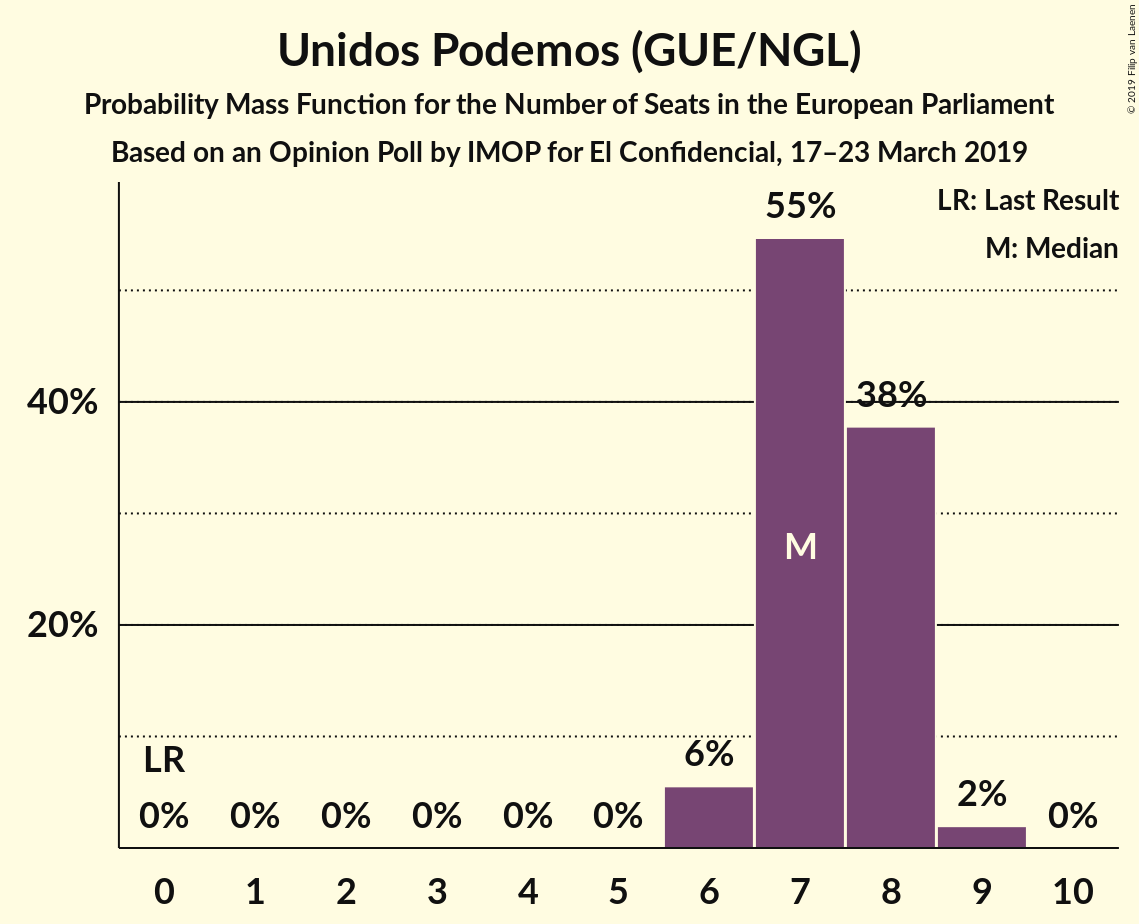 Unidos Podemos (GUE/NGL)
Probability Mass Function for the Number of Seats in the European Parliament
Based on an Opinion Poll by IMOP for El Confidencial, 17–23 March 2019
© 2019 Filip van Laenen
LR: Last Result
M: Median
55%
40%
38%
M
20%
LR
6%
2%
0% 0% 0% 0% 0% 0% 0%
0 1 2 3 4 5 6 7 8 9 10